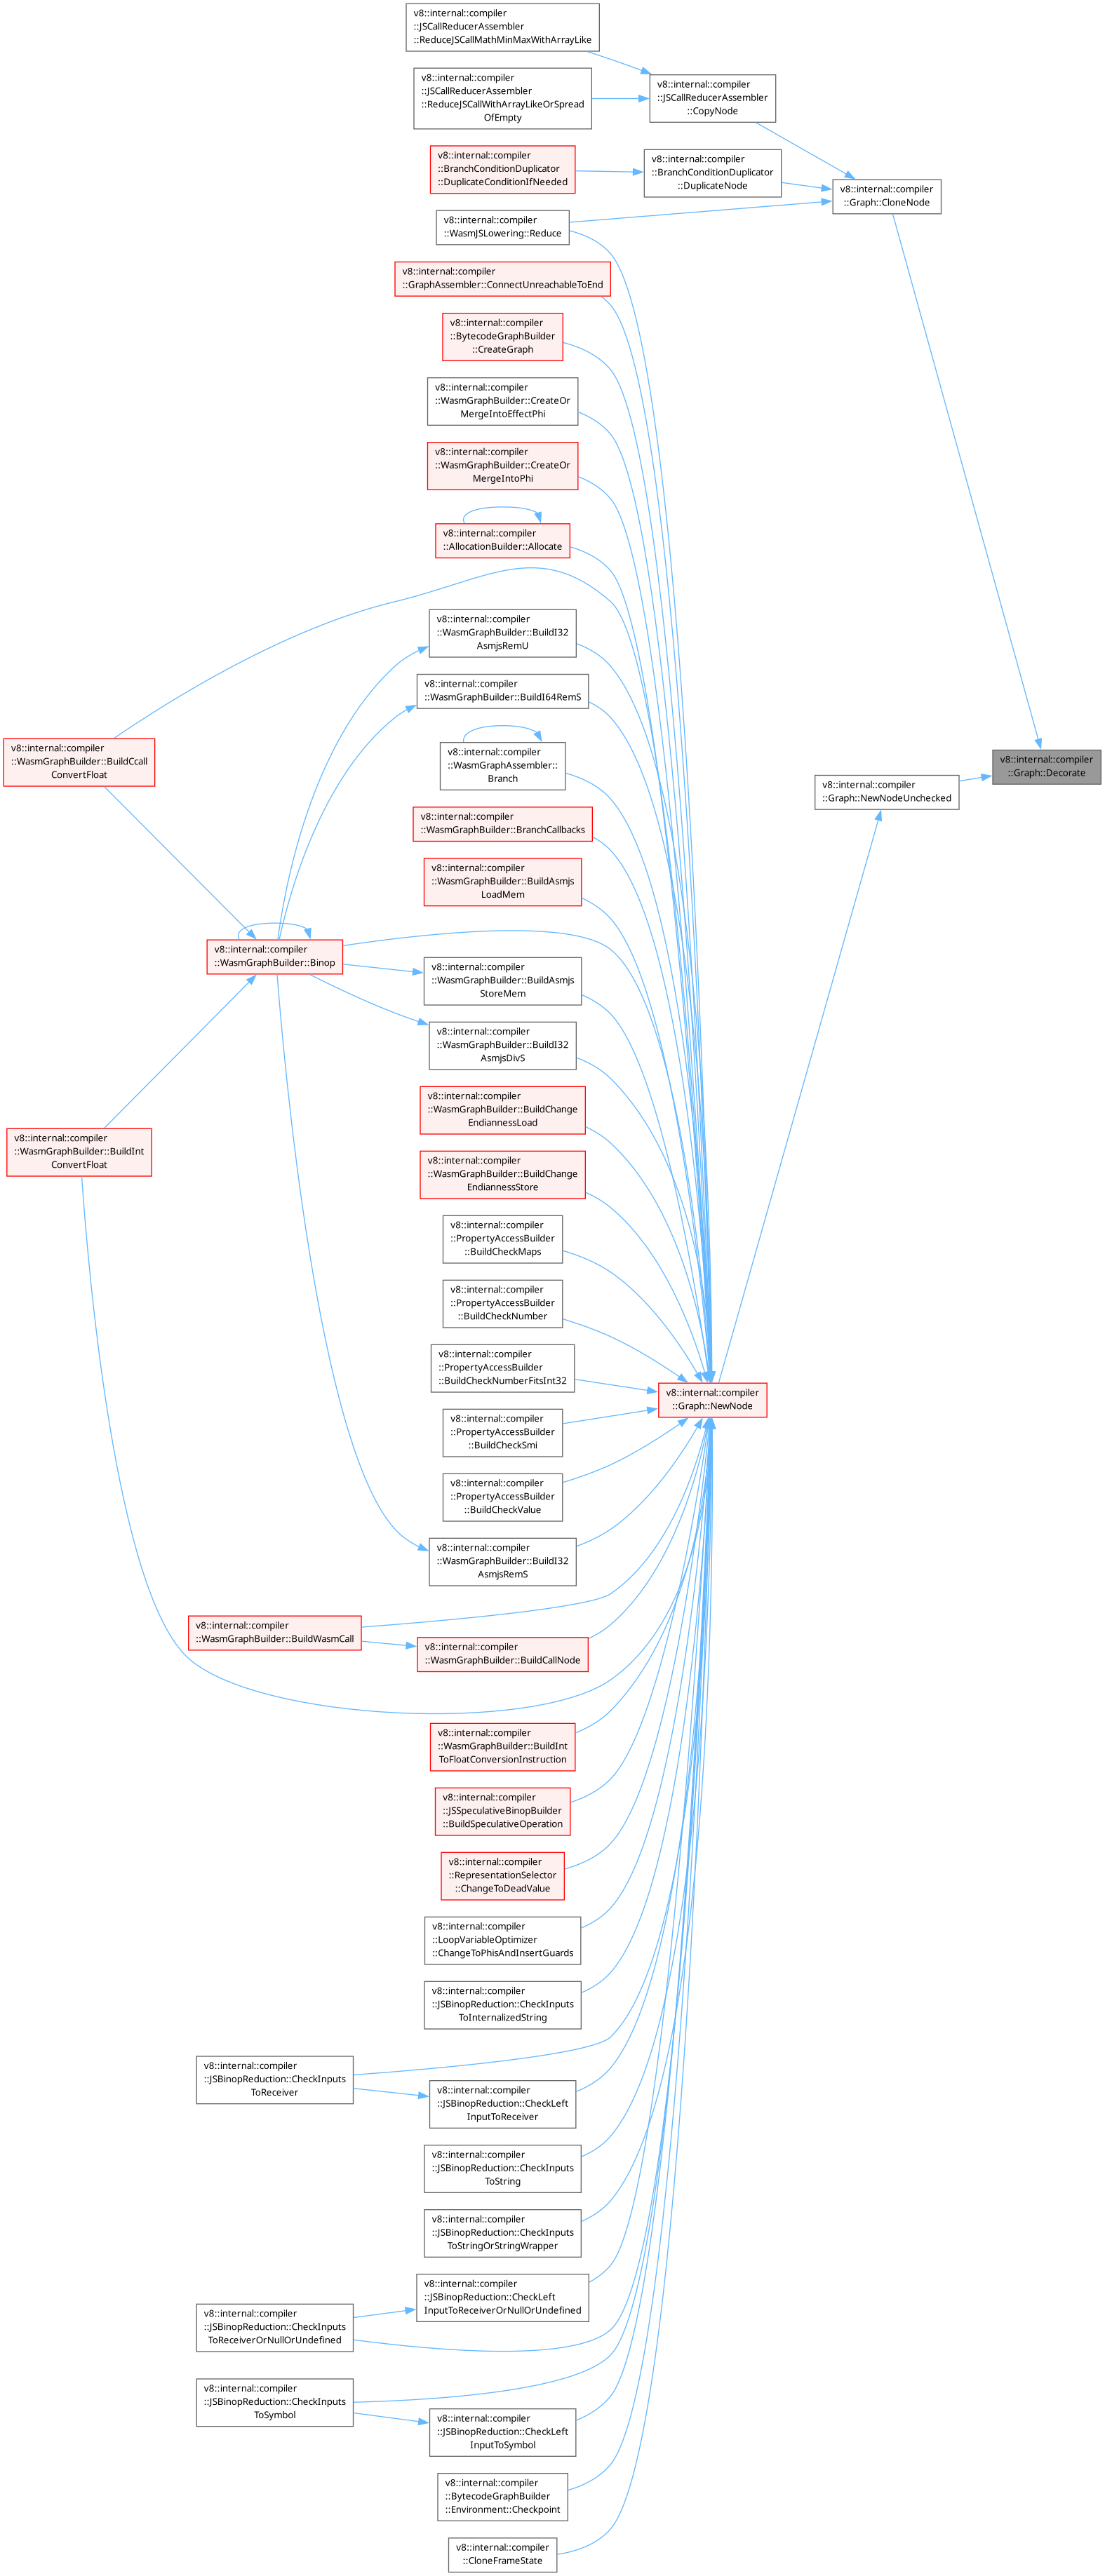 v8::internal::compiler
::JSCallReducerAssembler
::ReduceJSCallMathMinMaxWithArrayLike
v8::internal::compiler
::JSCallReducerAssembler
::ReduceJSCallWithArrayLikeOrSpread
OfEmpty
v8::internal::compiler
::JSCallReducerAssembler
::CopyNode
v8::internal::compiler
::BranchConditionDuplicator
::DuplicateConditionIfNeeded
v8::internal::compiler
::BranchConditionDuplicator
::DuplicateNode
v8::internal::compiler
::Graph::CloneNode
v8::internal::compiler
::WasmJSLowering::Reduce
v8::internal::compiler
::GraphAssembler::ConnectUnreachableToEnd
v8::internal::compiler
::BytecodeGraphBuilder
::CreateGraph
v8::internal::compiler
::WasmGraphBuilder::CreateOr
MergeIntoEffectPhi
v8::internal::compiler
::WasmGraphBuilder::CreateOr
MergeIntoPhi
v8::internal::compiler
::AllocationBuilder::Allocate
v8::internal::compiler
::WasmGraphBuilder::BuildI32
AsmjsRemU
v8::internal::compiler
::WasmGraphBuilder::BuildI64RemS
v8::internal::compiler
::WasmGraphBuilder::BuildCcall
ConvertFloat
v8::internal::compiler
::WasmGraphAssembler::
Branch
v8::internal::compiler
::Graph::Decorate
v8::internal::compiler
::Graph::NewNodeUnchecked
v8::internal::compiler
::WasmGraphBuilder::BranchCallbacks
v8::internal::compiler
::WasmGraphBuilder::BuildAsmjs
LoadMem
v8::internal::compiler
::WasmGraphBuilder::Binop
v8::internal::compiler
::WasmGraphBuilder::BuildAsmjs
StoreMem
v8::internal::compiler
::WasmGraphBuilder::BuildI32
AsmjsDivS
v8::internal::compiler
::WasmGraphBuilder::BuildChange
EndiannessLoad
v8::internal::compiler
::WasmGraphBuilder::BuildInt
ConvertFloat
v8::internal::compiler
::WasmGraphBuilder::BuildChange
EndiannessStore
v8::internal::compiler
::PropertyAccessBuilder
::BuildCheckMaps
v8::internal::compiler
::PropertyAccessBuilder
::BuildCheckNumber
v8::internal::compiler
::PropertyAccessBuilder
::BuildCheckNumberFitsInt32
v8::internal::compiler
::Graph::NewNode
v8::internal::compiler
::PropertyAccessBuilder
::BuildCheckSmi
v8::internal::compiler
::PropertyAccessBuilder
::BuildCheckValue
v8::internal::compiler
::WasmGraphBuilder::BuildI32
AsmjsRemS
v8::internal::compiler
::WasmGraphBuilder::BuildWasmCall
v8::internal::compiler
::WasmGraphBuilder::BuildCallNode
v8::internal::compiler
::WasmGraphBuilder::BuildInt
ToFloatConversionInstruction
v8::internal::compiler
::JSSpeculativeBinopBuilder
::BuildSpeculativeOperation
v8::internal::compiler
::RepresentationSelector
::ChangeToDeadValue
v8::internal::compiler
::LoopVariableOptimizer
::ChangeToPhisAndInsertGuards
v8::internal::compiler
::JSBinopReduction::CheckInputs
ToInternalizedString
v8::internal::compiler
::JSBinopReduction::CheckInputs
ToReceiver
v8::internal::compiler
::JSBinopReduction::CheckLeft
InputToReceiver
v8::internal::compiler
::JSBinopReduction::CheckInputs
ToString
v8::internal::compiler
::JSBinopReduction::CheckInputs
ToStringOrStringWrapper
v8::internal::compiler
::JSBinopReduction::CheckLeft
InputToReceiverOrNullOrUndefined
v8::internal::compiler
::JSBinopReduction::CheckInputs
ToReceiverOrNullOrUndefined
v8::internal::compiler
::JSBinopReduction::CheckInputs
ToSymbol
v8::internal::compiler
::JSBinopReduction::CheckLeft
InputToSymbol
v8::internal::compiler
::BytecodeGraphBuilder
::Environment::Checkpoint
v8::internal::compiler
::CloneFrameState